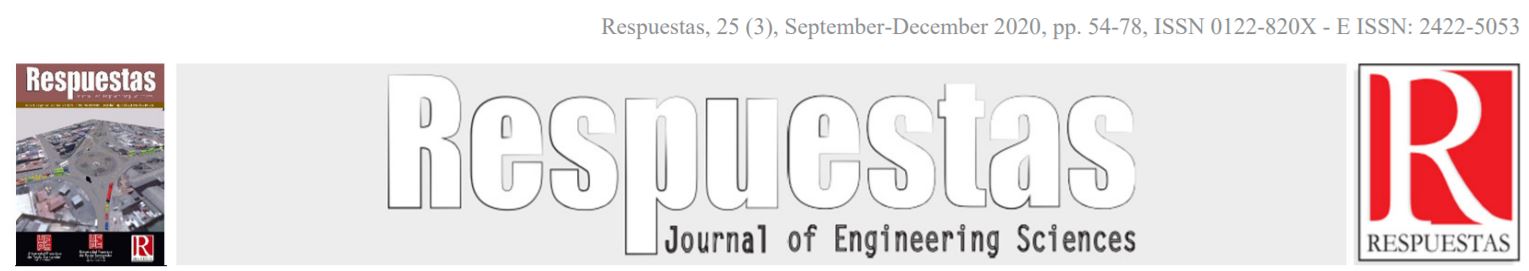 Respuestas, 25 (3), September-December 2020, pp. 54-78, ISSN 0122-820X - E ISSN: 2422-5053
Respuestas
Respuestas
Journal of Engineering Sciences
R
RESPUESTAS